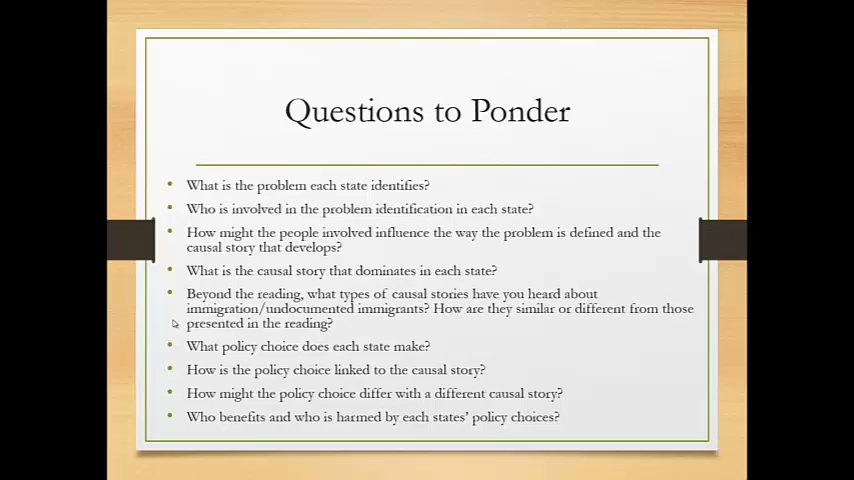 Questions to Ponder
• What is the problem each state identifies?
• Who is involved in the problem identification in each state?
• How might the people involved influence the way the problem is defined and the
causal story that develops?
• What is the causal story that dominates in each state?
• Beyond the reading, what types of causal stories have you heard about
immigration/undocumented immigrants? How are they similar or different from those
presented in the reading?
• What policy choice does each state make?
• How is the policy choice linked to the causal story?
• How might the policy choice differ with a different causal story?
• Who benefits and who is harmed by each states' policy choices?